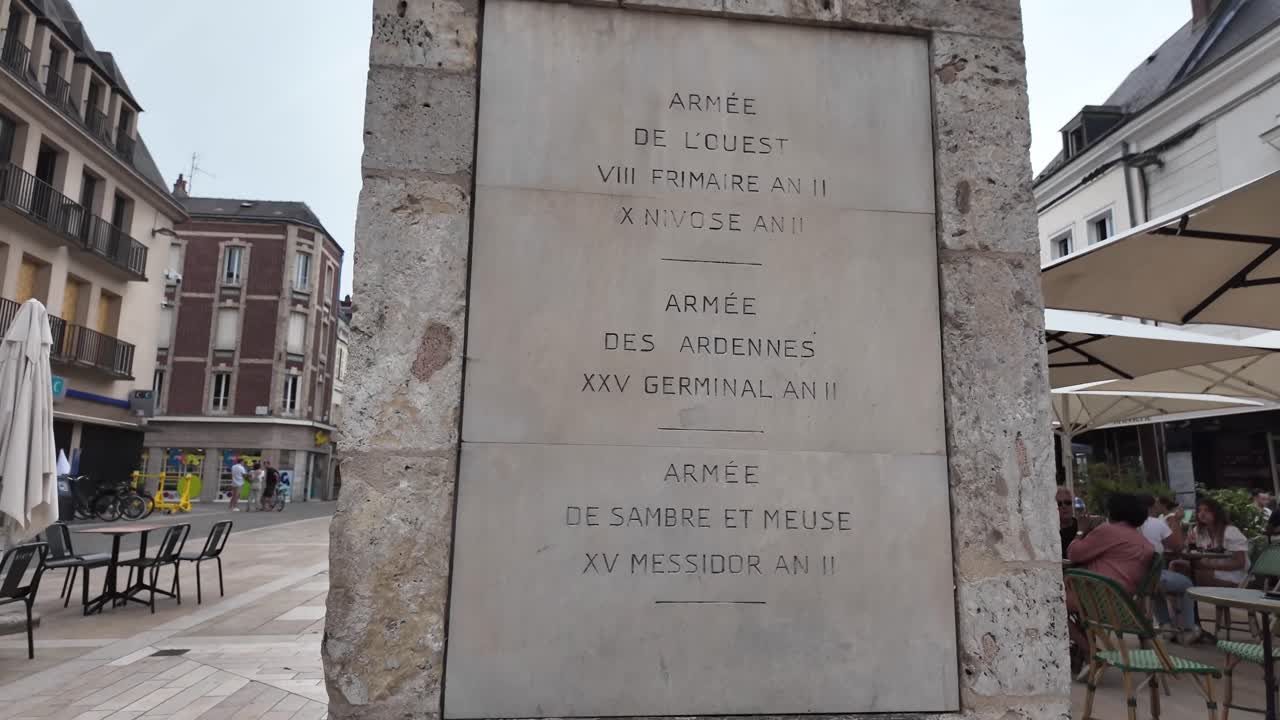 ARMÉE
DE L'OUEST
VIII FRIMAIRE AN II
X NIVOSE AN II
ARMÉE
DES ARDENNES
XXV GERMINAL AN II
ARMÉE
DE SAMBRE ET MEUSE
XV MESSIDOR AN II